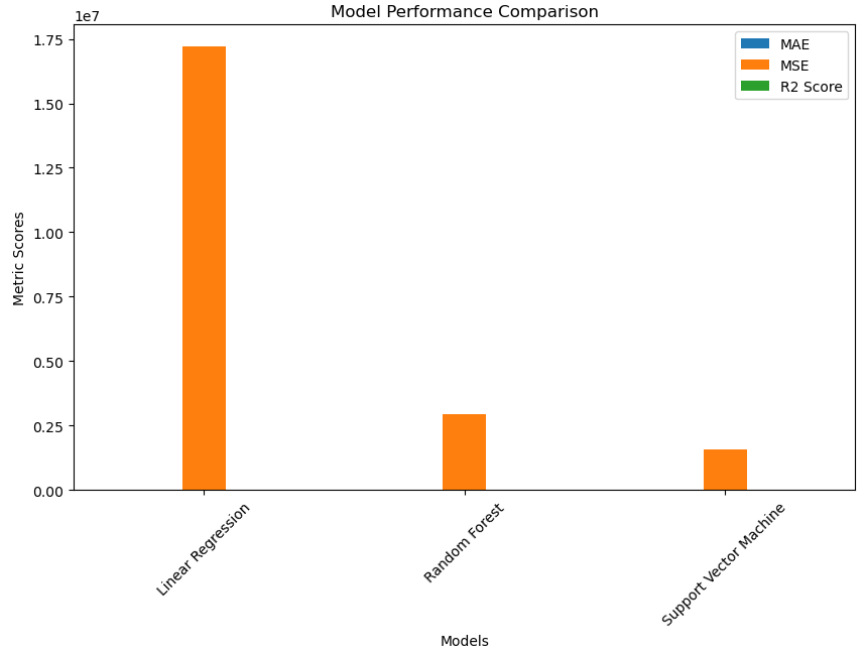 Model Performance Comparison
1e7
MAE
MSE
R2 Score
1.75
1.50
1.25
1.00
0.75
0.50
0.25
0.00
Metric Scores
Linear Regression
Random Forest
Support Vector Machine
Models